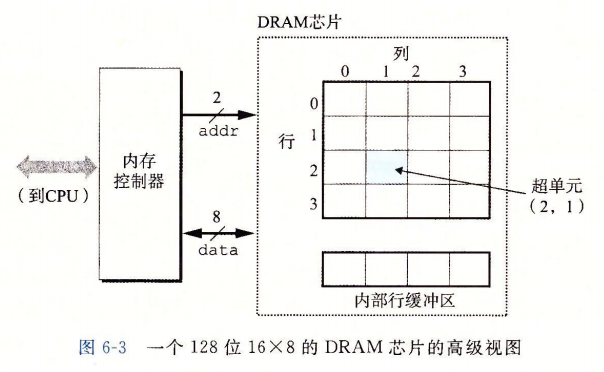 DRAM芯片
列
0 1 2 3
2
addr
0
1
行
2
3
内存
控制器
(到CPU)
8
data
超单元
(2,1)
内部行缓冲区
图 6-3 一个 128 位 16×8 的 DRAM 芯片的高级视图